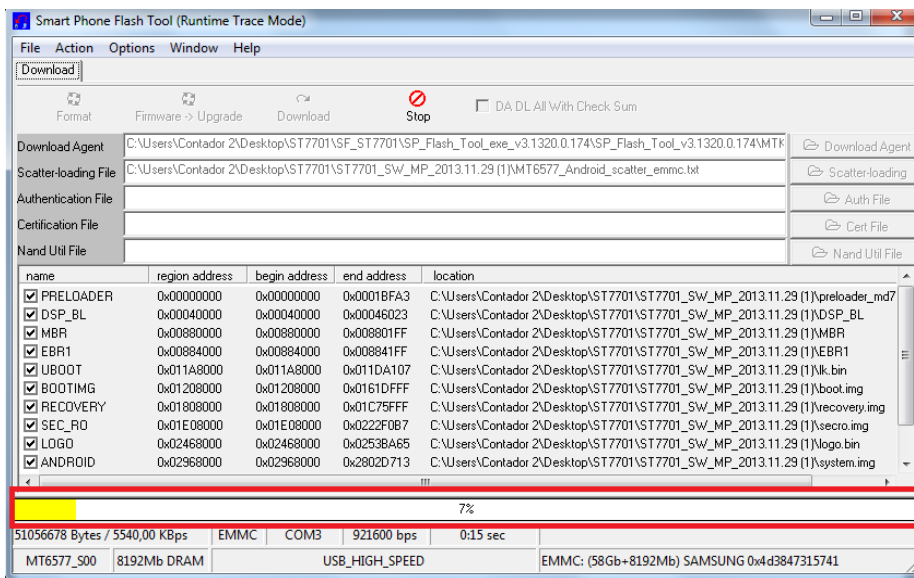 Smart Phone Flash Tool (Runtime Trace Mode)
File Action Options Window Help
Download
Format Firmware -> Upgrade Download Stop DA DL All With Check Sum
Download Agent C:\Users\Contador 2\Desktop\ST7701\SF_ST7701\SP_Flash_Tool_exe_v3.1320.0.174\SP_Flash_Tool_v3.1320.0.174\MTK Download Agent
Scatter-loading File C:\Users\Contador 2\Desktop\ST7701\ST7701_SW_MP_2013.11.29 (1)\MT6577_Android_scatter_emmc.txt Scatter-loading
Authentication File Auth File
Certification File Cert File
Nand Util File Nand Util File
name region address begin address end address location
PRELOADER 0x00000000 0x00000000 0x0001BFA3 C:\Users\Contador 2\Desktop\ST7701\ST7701_SW_MP_2013.11.29 (1)\preloader_md7
DSP_BL 0x00040000 0x00040000 0x00046023 C:\Users\Contador 2\Desktop\ST7701\ST7701_SW_MP_2013.11.29 (1)\DSP_BL
MBR 0x00880000 0x00880000 0x008801FF C:\Users\Contador 2\Desktop\ST7701\ST7701_SW_MP_2013.11.29 (1)\MBR
EBR1 0x00884000 0x00884000 0x008841FF C:\Users\Contador 2\Desktop\ST7701\ST7701_SW_MP_2013.11.29 (1)\EBR1
UBOOT 0x011A8000 0x011A8000 0x011DA107 C:\Users\Contador 2\Desktop\ST7701\ST7701_SW_MP_2013.11.29 (1)\lk.bin
BOOTIMG 0x01208000 0x01208000 0x0161DFFF C:\Users\Contador 2\Desktop\ST7701\ST7701_SW_MP_2013.11.29 (1)\boot.img
RECOVERY 0x01808000 0x01808000 0x01C75FFF C:\Users\Contador 2\Desktop\ST7701\ST7701_SW_MP_2013.11.29 (1)\recovery.img
SEC_RO 0x01E08000 0x01E08000 0x0222F0B7 C:\Users\Contador 2\Desktop\ST7701\ST7701_SW_MP_2013.11.29 (1)\secro.img
LOGO 0x02468000 0x02468000 0x0253BA65 C:\Users\Contador 2\Desktop\ST7701\ST7701_SW_MP_2013.11.29 (1)\logo.bin
ANDROID 0x02968000 0x02968000 0x2802D713 C:\Users\Contador 2\Desktop\ST7701\ST7701_SW_MP_2013.11.29 (1)\system.img
7%
51056678 Bytes / 5540,00 KBps EMMC COM3 921600 bps 0:15 sec
MT6577_S00 8192Mb DRAM USB_HIGH_SPEED EMMC: (58Gb+8192Mb) SAMSUNG 0x4d3847315741